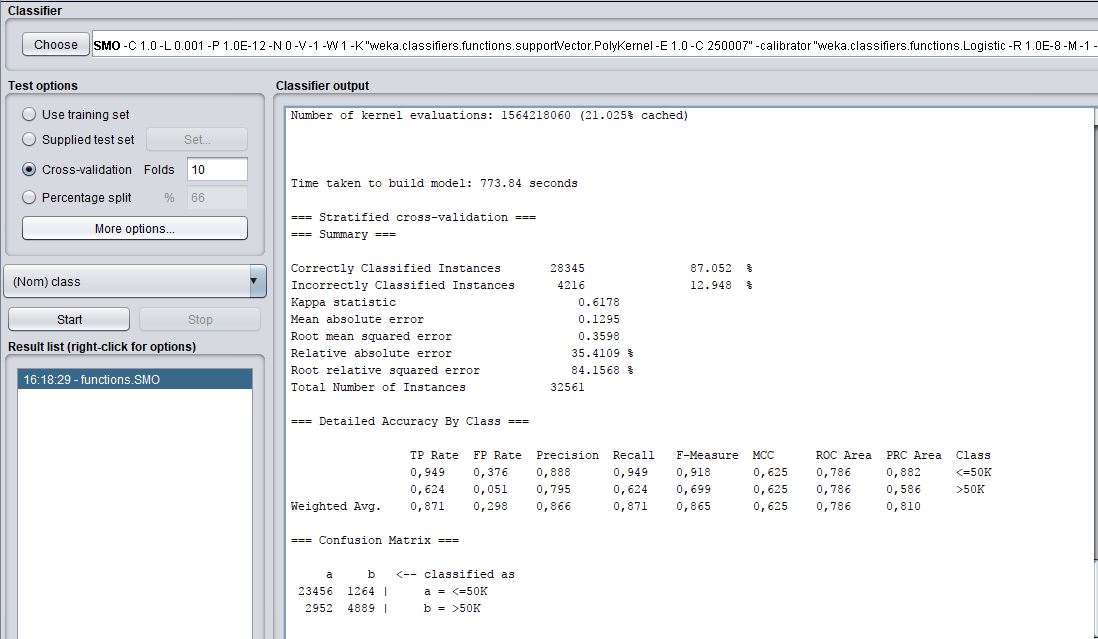 Classifier
Choose SMO -C 1.0 -L 0.001 -P 1.0E-12 -N 0 -V -1 -W 1 -K "weka.classifiers.functions.supportVector.PolyKernel -E 1.0 -C 250007" -calibrator "weka.classifiers.functions.Logistic -R 1.0E-8 -M -1 -
Test options
Use training set
Supplied test set Set...
Cross-validation Folds 10
Percentage split % 66
More options...
(Nom) class
Start Stop
Result list (right-click for options)
16:18:29 - functions.SMO
Classifier output
Number of kernel evaluations: 1564218060 (21.025% cached)
Time taken to build model: 773.84 seconds
=== Stratified cross-validation ===
=== Summary ===
Correctly Classified Instances 28345 87.052 %
Incorrectly Classified Instances 4216 12.948 %
Kappa statistic 0.6178
Mean absolute error 0.1295
Root mean squared error 0.3598
Relative absolute error 35.4109 %
Root relative squared error 84.1568 %
Total Number of Instances 32561
=== Detailed Accuracy By Class ===
TP Rate FP Rate Precision Recall F-Measure MCC ROC Area PRC Area Class
0,949 0,376 0,888 0,949 0,918 0,625 0,786 0,882 <=50K
0,624 0,051 0,795 0,624 0,699 0,625 0,786 0,586 >50K
Weighted Avg. 0,871 0,298 0,866 0,871 0,865 0,625 0,786 0,810
=== Confusion Matrix ===
a b <-- classified as
23456 1264 | a = <=50K
2952 4889 | b = >50K